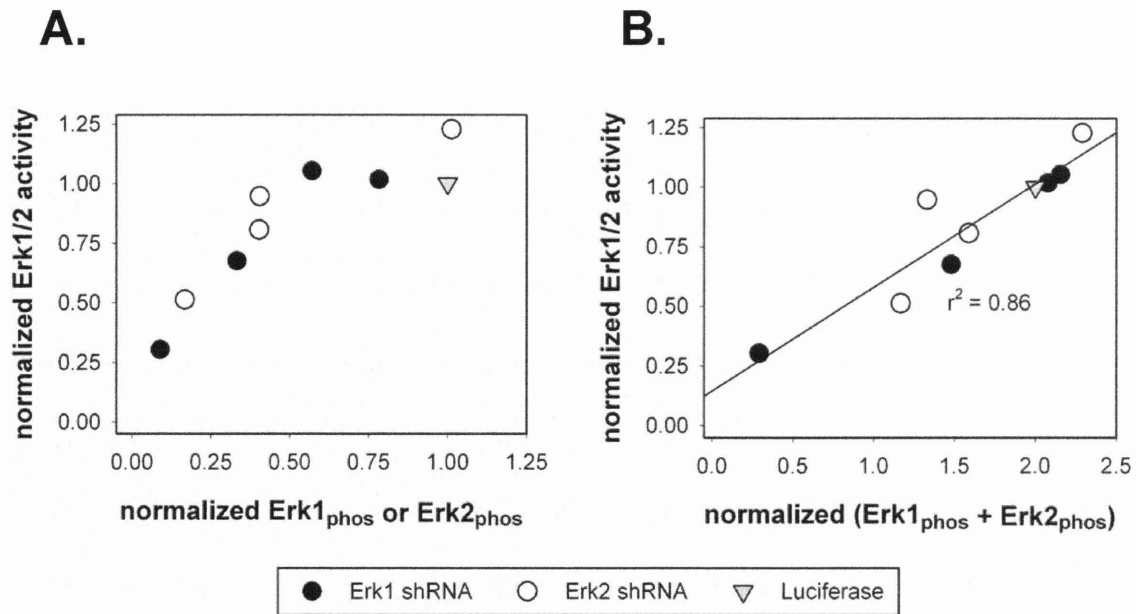 A.
normalized Erk1/2 activity
1.25
1.00
0.75
0.50
0.25
0.00
0.00 0.25 0.50 0.75 1.00 1.25
normalized Erk1phos or Erk2phos
B.
normalized Erk1/2 activity
1.25
1.00
0.75
0.50
0.25
0.00
r² = 0.86
0.0 0.5 1.0 1.5 2.0 2.5
normalized (Erk1phos + Erk2phos)
Erk1 shRNA Erk2 shRNA Luciferase